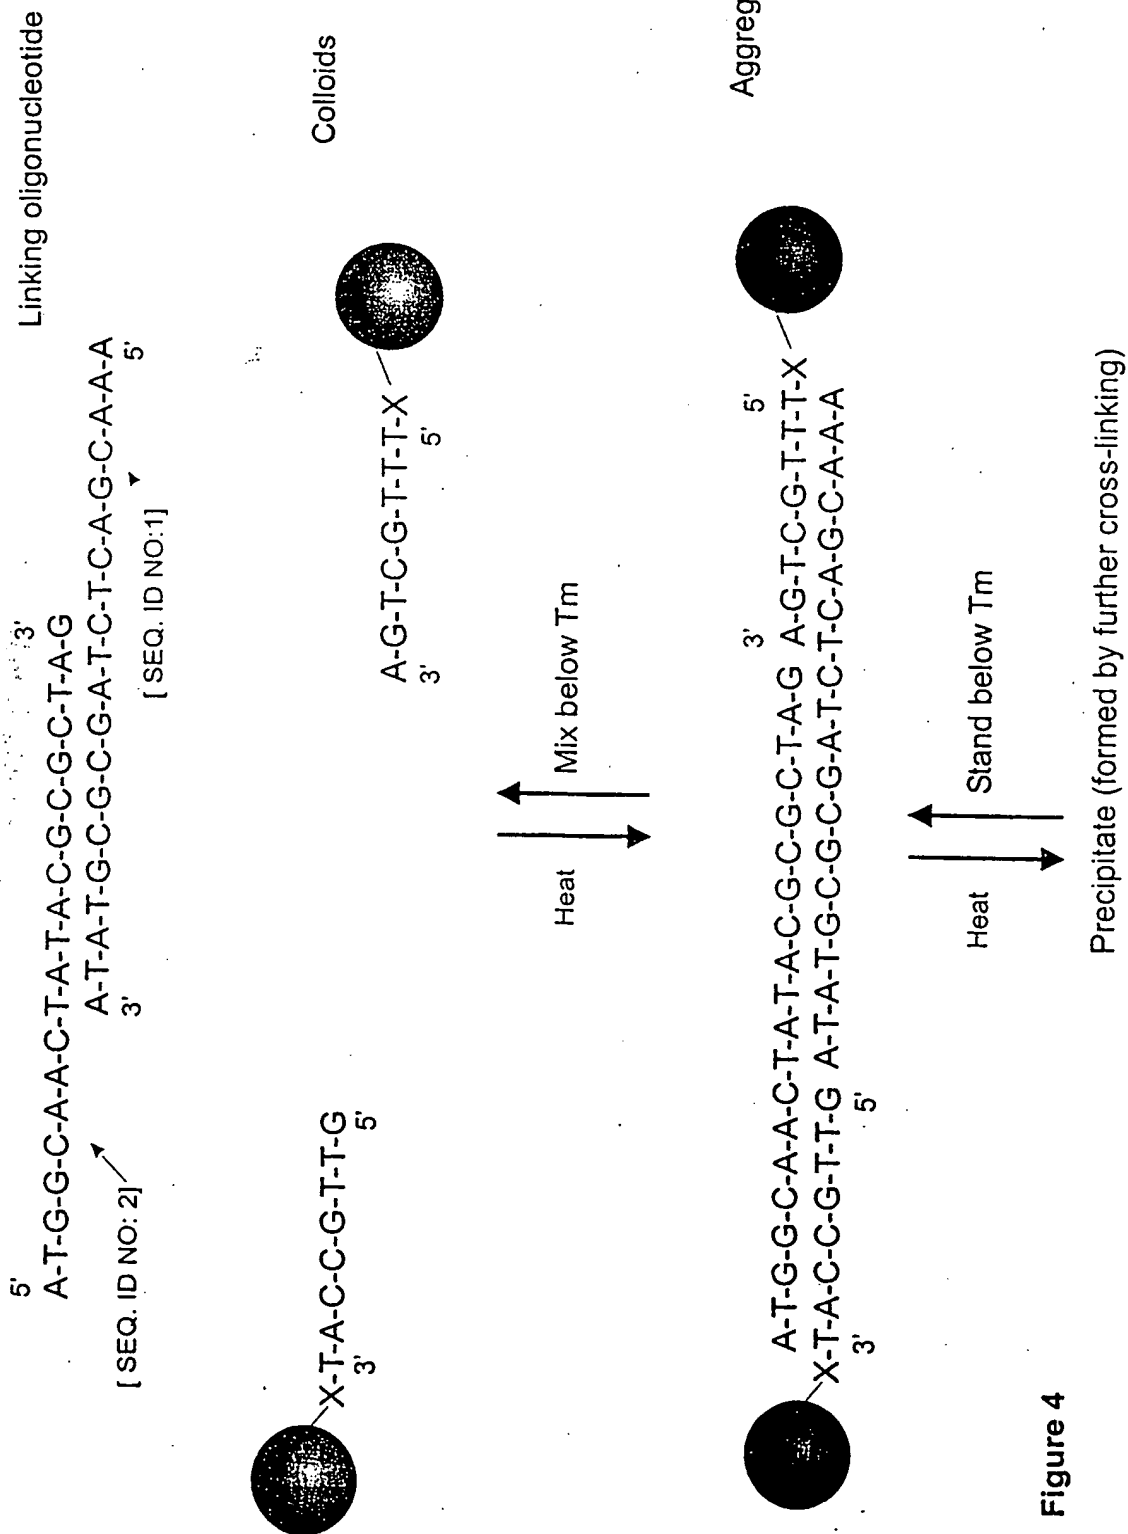 Linking oligonucleotide
5'
3'
A-T-G-G-C-A-A-C-T-A-T-A-C-G-C-G-C-T-A-G
A-T-A-T-G-C-G-C-G-A-T-C-T-C-A-G-C-A-A-A
3'
5'
[ SEQ. ID NO: 2]
[ SEQ. ID NO:1]
Colloids
X-T-A-C-C-G-T-T-G
3'
5'
A-G-T-C-G-T-T-T-X
3'
5'
Heat
Mix below Tm
Aggreg
3'
5'
A-T-G-G-C-A-A-C-T-A-T-A-C-G-C-G-C-T-A-G A-G-T-C-G-T-T-T-X
X-T-A-C-C-G-T-T-G A-T-A-T-G-C-G-C-G-A-T-C-T-C-A-G-C-A-A-A
3'
5'
Heat
Stand below Tm
Precipitate (formed by further cross-linking)
Figure 4